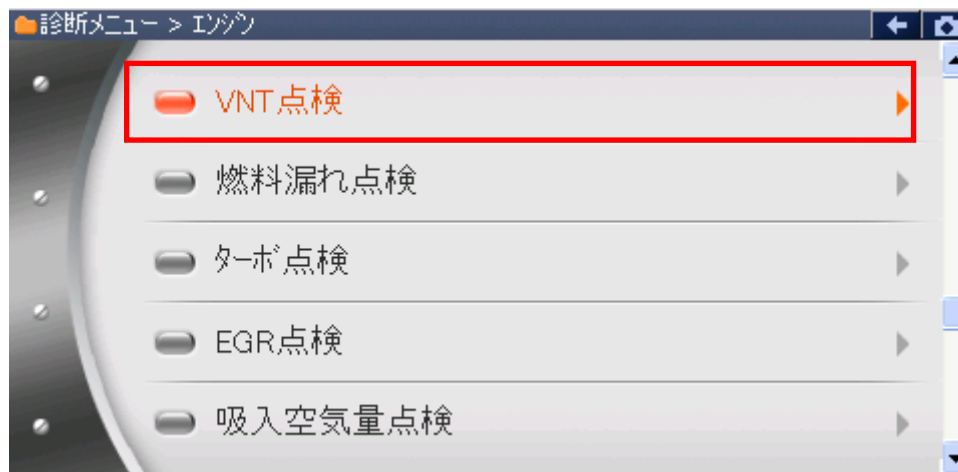 診断メニュー > ｴﾝｼﾞﾝ
VNT点検
燃料漏れ点検
ﾀｰﾎﾞ点検
EGR点検
吸入空気量点検